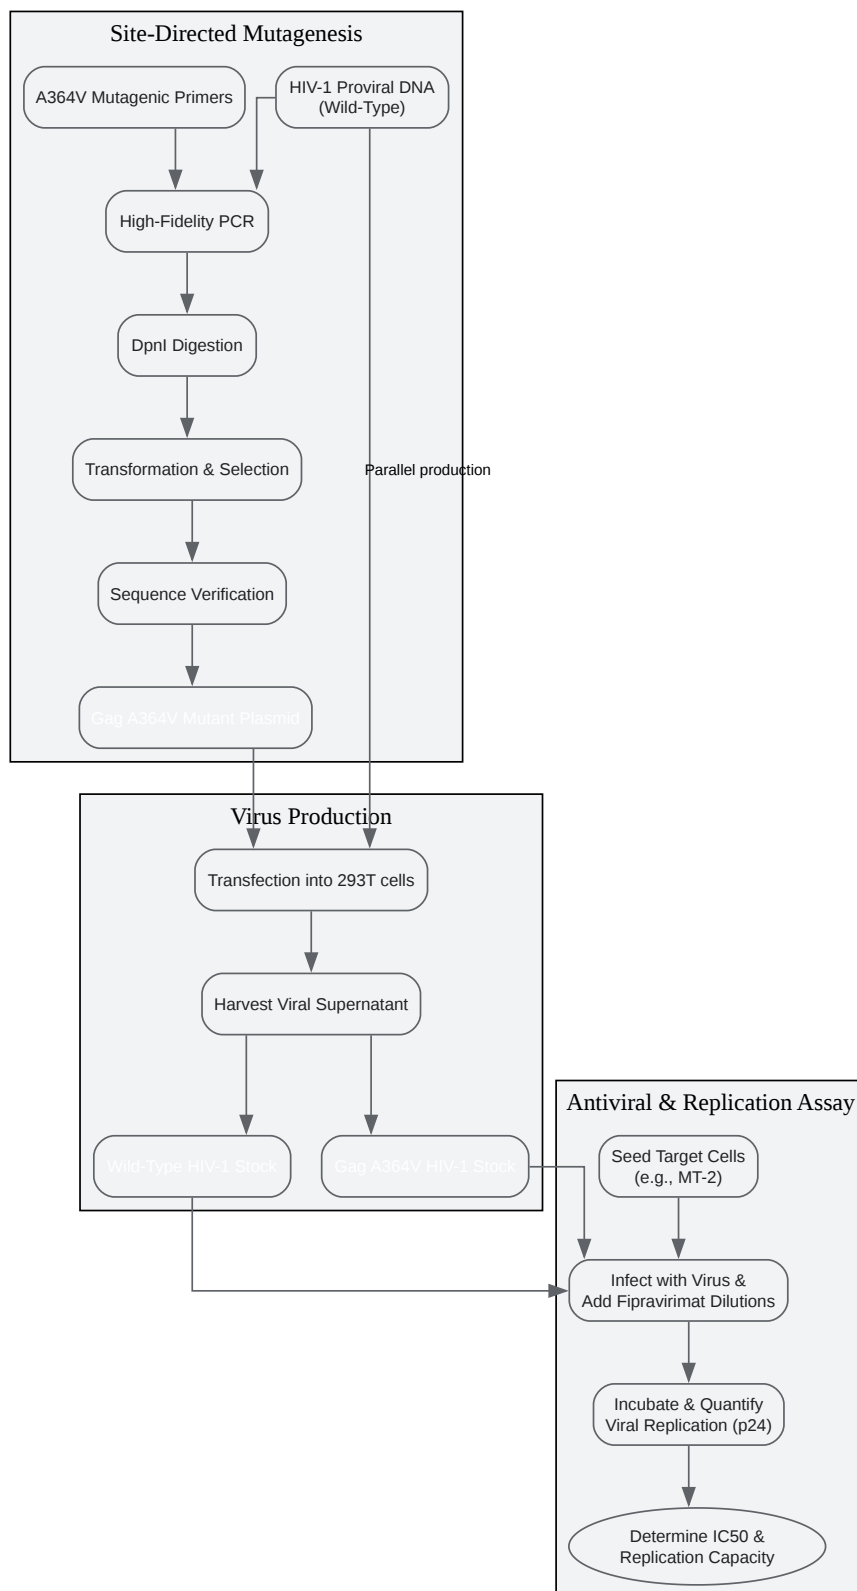 Site-Directed Mutagenesis
A364V Mutagenic Primers
HIV-1 Proviral DNA
(Wild-Type)
High-Fidelity PCR
DpnI Digestion
Transformation & Selection
Parallel production
Sequence Verification
Gag A364V Mutant Plasmid
Virus Production
Transfection into 293T cells
Harvest Viral Supernatant
Wild-Type HIV-1 Stock
Gag A364V HIV-1 Stock
Antiviral & Replication Assay
Seed Target Cells
(e.g., MT-2)
Infect with Virus &
Add Fipravirimat Dilutions
Incubate & Quantify
Viral Replication (p24)
Determine IC50 &
Replication Capacity